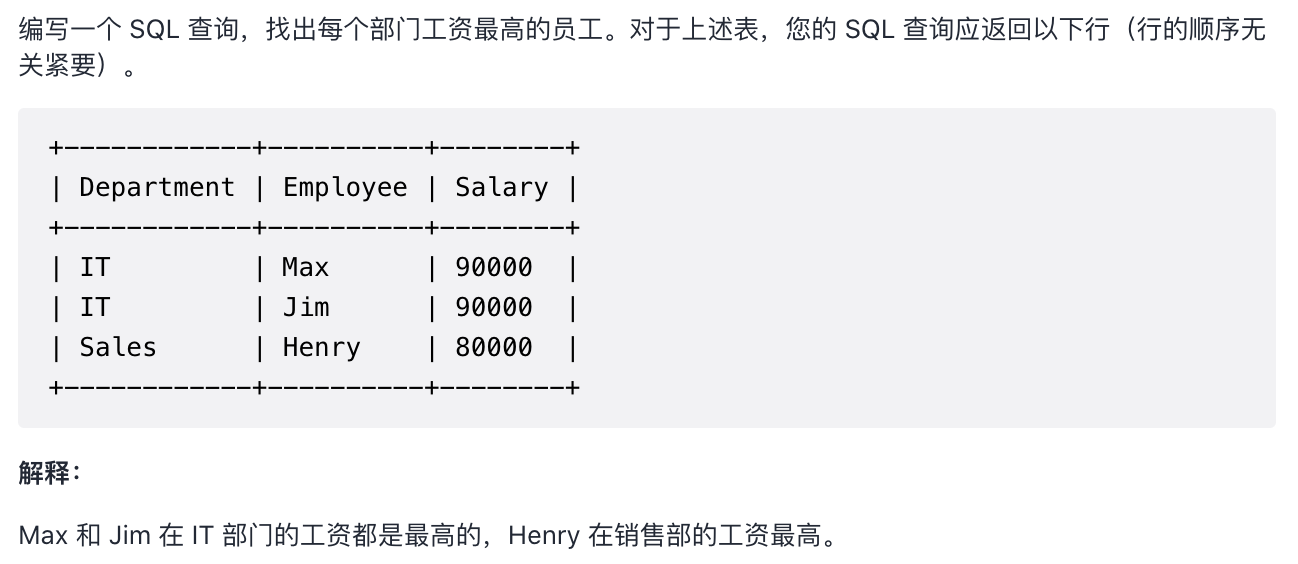 编写一个 SQL 查询，找出每个部门工资最高的员工。对于上述表，您的 SQL 查询应返回以下行（行的顺序无
关紧要）。
+------------+----------+--------+
| Department | Employee | Salary |
+------------+----------+--------+
| IT         | Max      | 90000  |
| IT         | Jim      | 90000  |
| Sales      | Henry    | 80000  |
+------------+----------+--------+
解释：
Max 和 Jim 在 IT 部门的工资都是最高的，Henry 在销售部的工资最高。